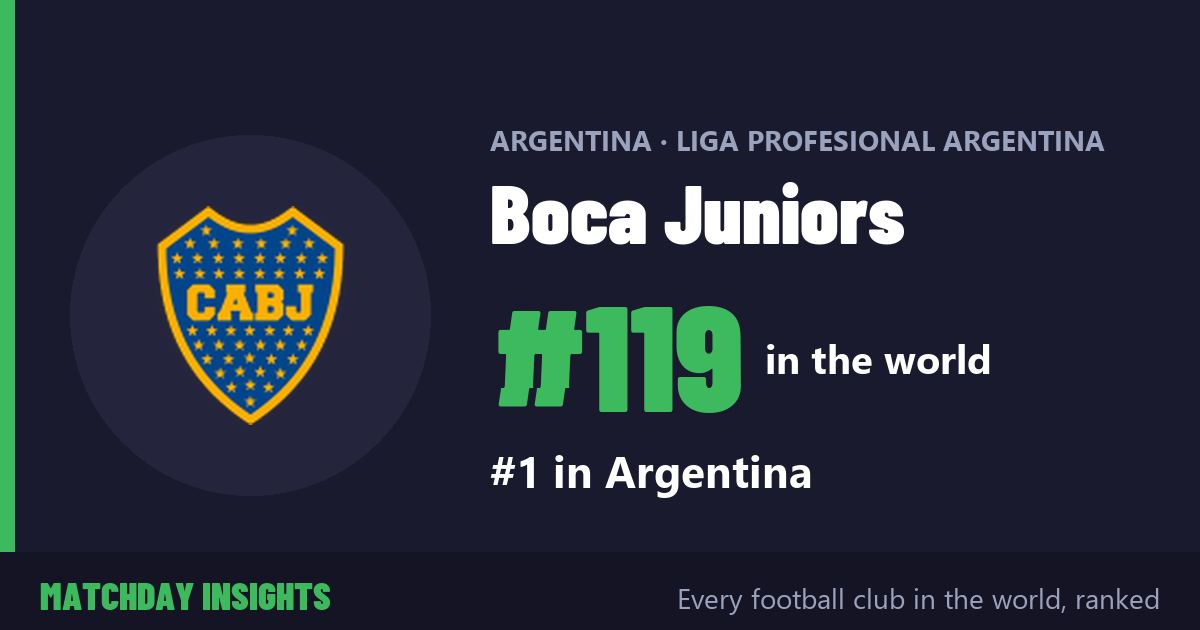 ARGENTINA · LIGA PROFESIONAL ARGENTINA
Boca Juniors
CABJ
#119 in the world
#1 in Argentina
MATCHDAY INSIGHTS
Every football club in the world, ranked